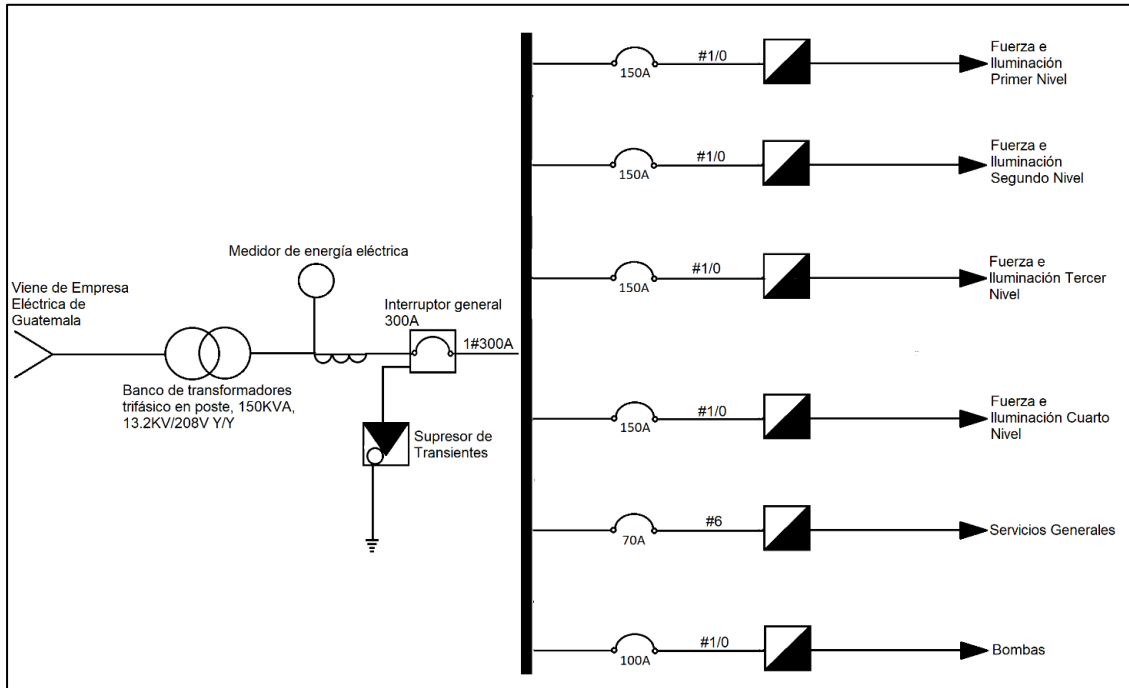 Viene de Empresa
Eléctrica de
Guatemala
Banco de transformadores
trifásico en poste, 150KVA,
13.2KV/208V Y/Y
Medidor de energía eléctrica
Interruptor general
300A
1#300A
Supresor de
Transientes
150A
#1/0
Fuerza e
Iluminación
Primer Nivel
150A
#1/0
Fuerza e
Iluminación
Segundo Nivel
150A
#1/0
Fuerza e
Iluminación Tercer
Nivel
150A
#1/0
Fuerza e
Iluminación Cuarto
Nivel
70A
#6
Servicios Generales
100A
#1/0
Bombas